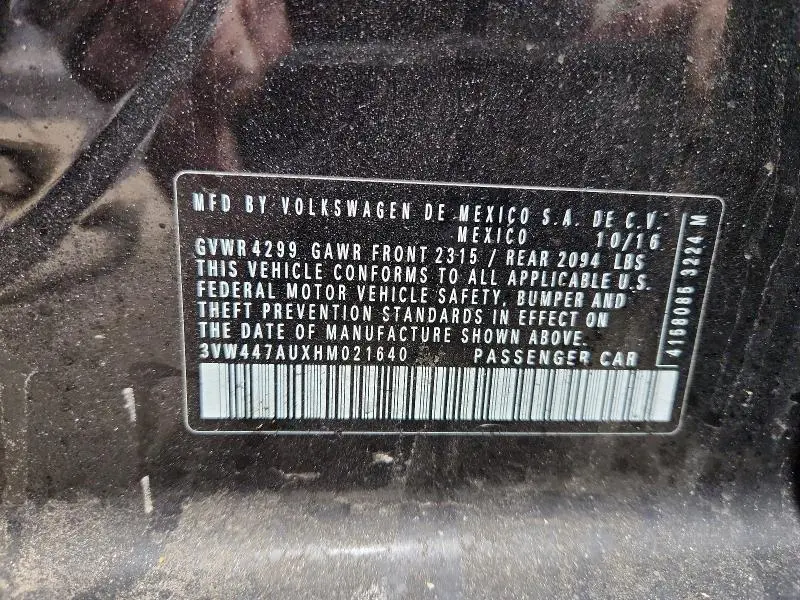 MFD BY VOLKSWAGEN DE MEXICO S.A. DE C.V.
MEXICO 10/16
GVWR 4299 GAWR FRONT 2315 / REAR 2094 LBS
THIS VEHICLE CONFORMS TO ALL APPLICABLE U.S.
FEDERAL MOTOR VEHICLE SAFETY, BUMPER AND
THEFT PREVENTION STANDARDS IN EFFECT ON
THE DATE OF MANUFACTURE SHOWN ABOVE.
3VW447AUXHM021640 PASSENGER CAR
4168086 3224 M